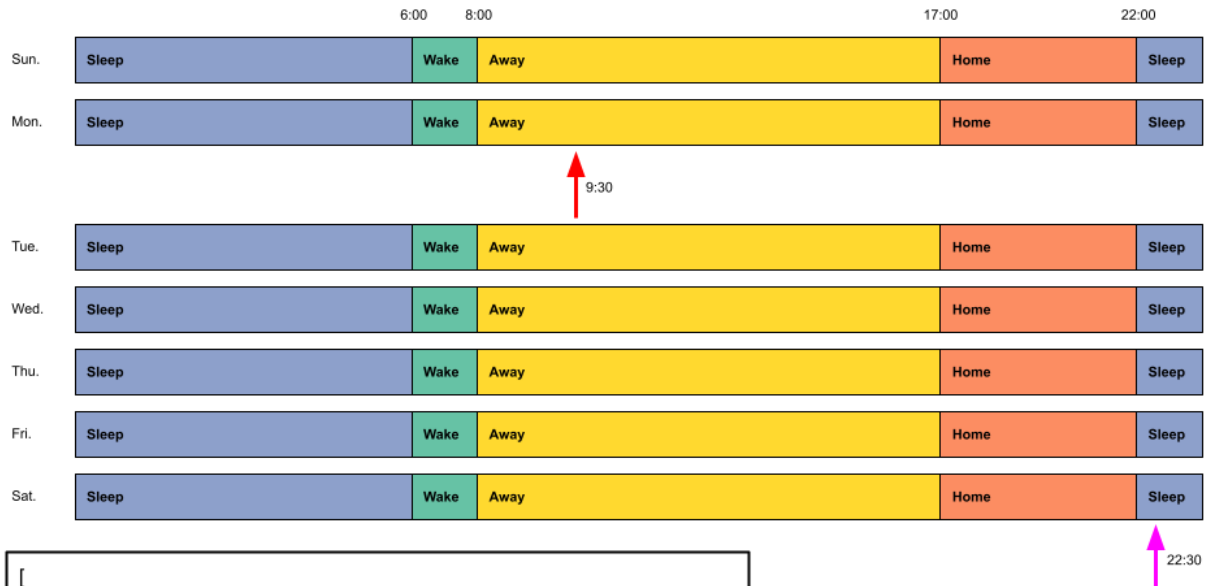 6:00 8:00 17:00 22:00
Sun. Sleep Wake Away Home Sleep
Mon. Sleep Wake Away Home Sleep
9:30
Tue. Sleep Wake Away Home Sleep
Wed. Sleep Wake Away Home Sleep
Thu. Sleep Wake Away Home Sleep
Fri. Sleep Wake Away Home Sleep
Sat. Sleep Wake Away Home Sleep
22:30
[